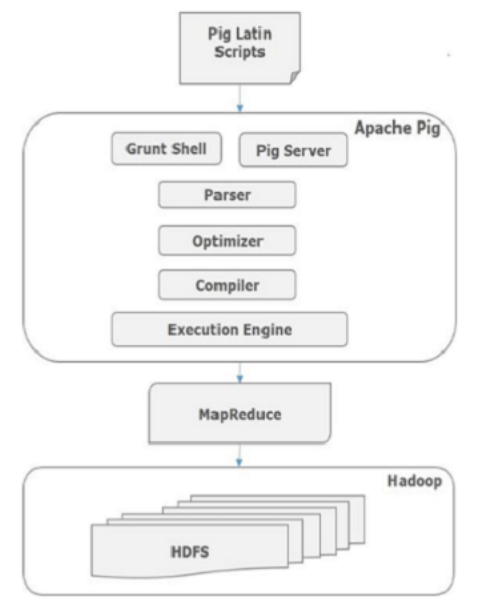 Pig Latin
Scripts
Apache Pig
Grunt Shell
Pig Server
Parser
Optimizer
Compiler
Execution Engine
MapReduce
Hadoop
HDFS